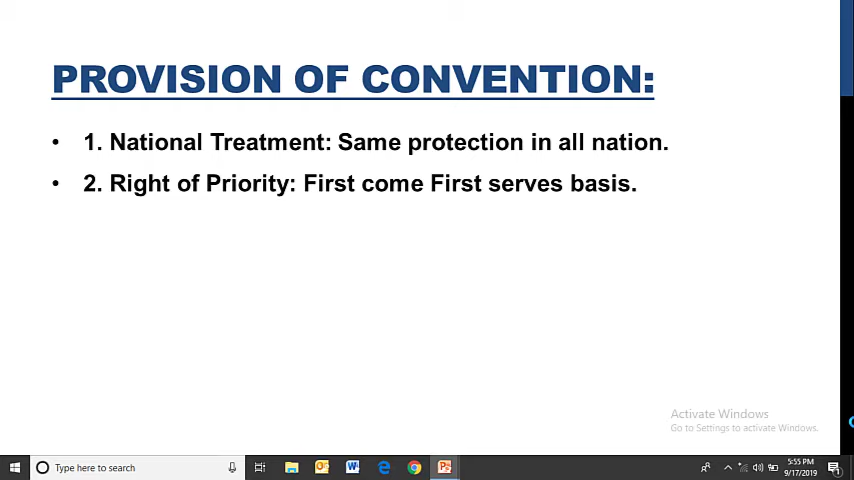 PROVISION OF CONVENTION:
• 1. National Treatment: Same protection in all nation.
• 2. Right of Priority: First come First serves basis.
Activate Windows
Go to Settings to activate Windows.
Type here to search
5:55 PM
9/17/2019